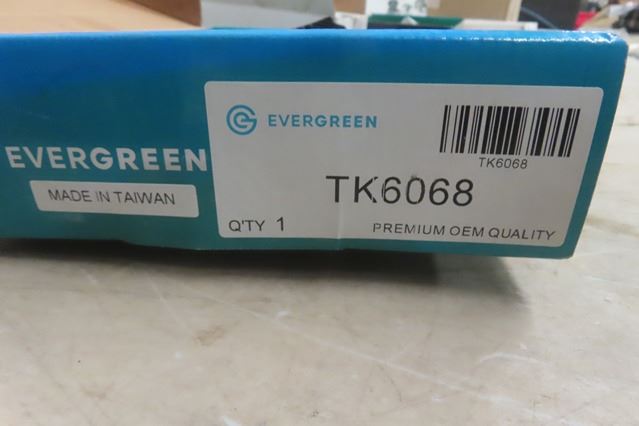 EVERGREEN
MADE IN TAIWAN
EVERGREEN
TK6068
TK6068
Q'TY 1
PREMIUM OEM QUALITY